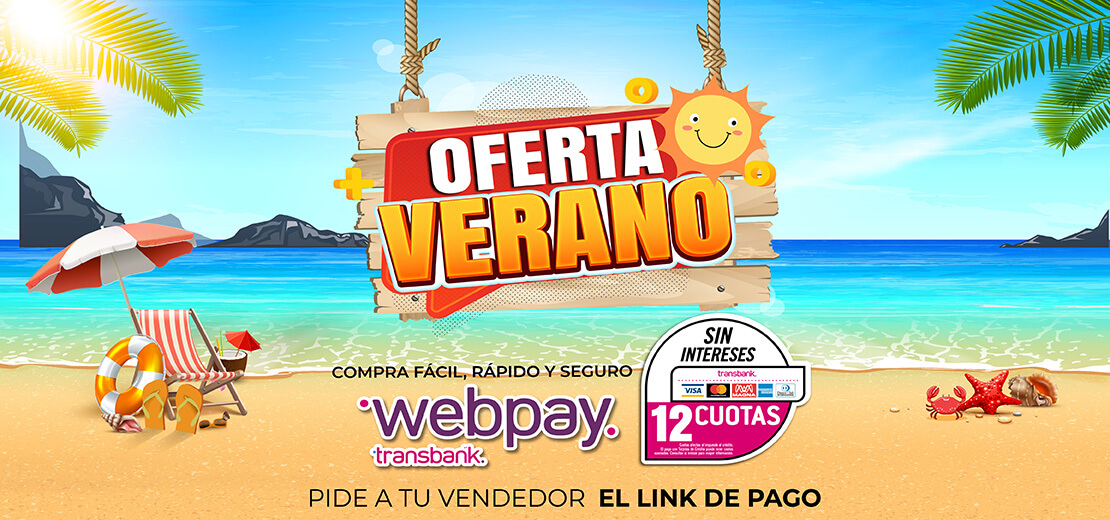 OFERTA
VERANO
COMPRA FÁCIL, RÁPIDO Y SEGURO
webpay.
transbank.
SIN
INTERESES
transbank.
VISA
MAGNA
12 CUOTAS
PIDE A TU VENDEDOR EL LINK DE PAGO